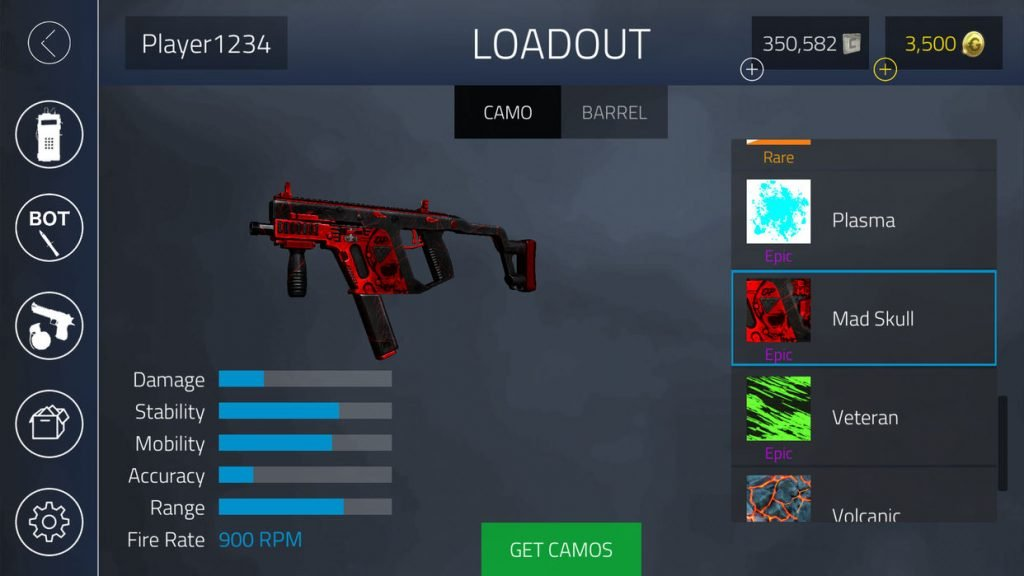 Player1234
LOADOUT
350,582
3,500
CAMO
BARREL
BOT
Rare
Plasma
Epic
Mad Skull
Epic
Veteran
Epic
Volcanic
Damage
Stability
Mobility
Accuracy
Range
Fire Rate 900 RPM
GET CAMOS